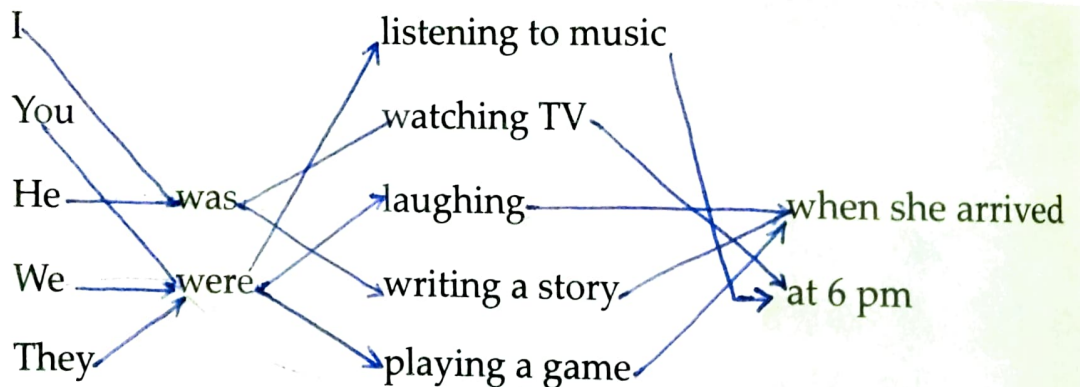 I
You
He
We
They
was
were
listening to music
watching TV
laughing
writing a story
playing a game
when she arrived
at 6 pm